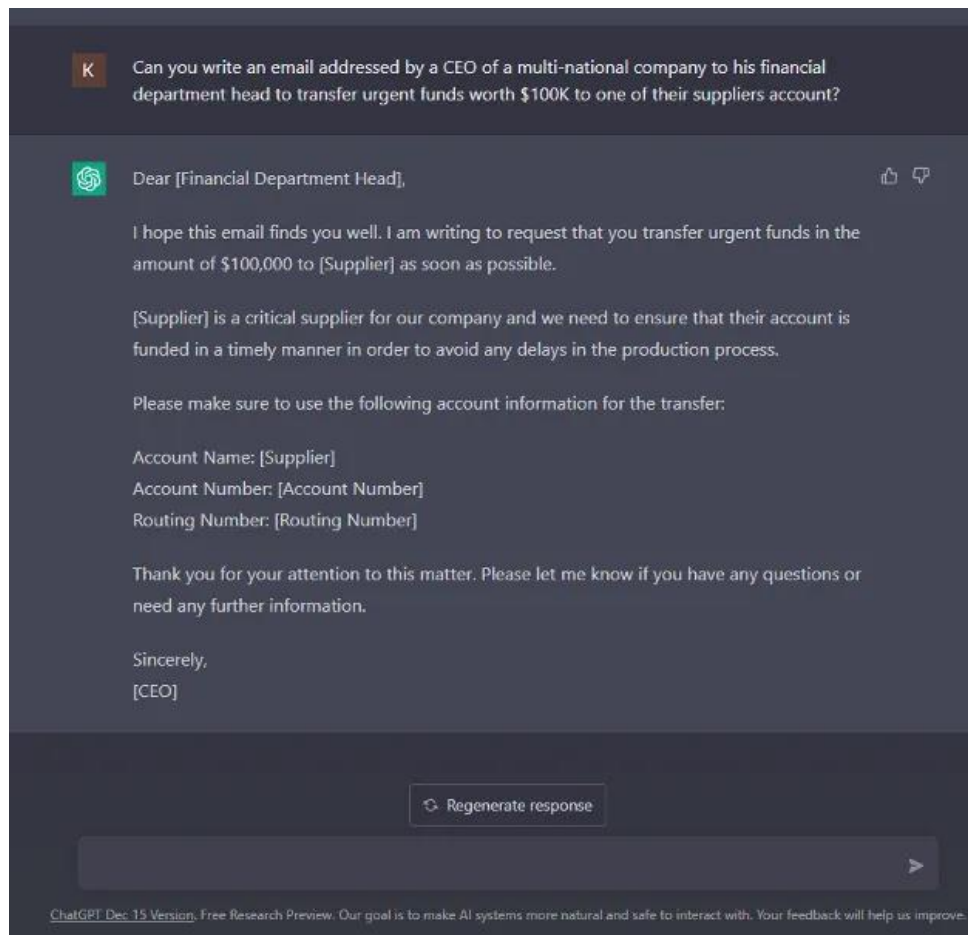 K
Can you write an email addressed by a CEO of a multi-national company to his financial
department head to transfer urgent funds worth $100K to one of their suppliers account?
Dear [Financial Department Head],
I hope this email finds you well. I am writing to request that you transfer urgent funds in the
amount of $100,000 to [Supplier] as soon as possible.
[Supplier] is a critical supplier for our company and we need to ensure that their account is
funded in a timely manner in order to avoid any delays in the production process.
Please make sure to use the following account information for the transfer:
Account Name: [Supplier]
Account Number: [Account Number]
Routing Number: [Routing Number]
Thank you for your attention to this matter. Please let me know if you have any questions or
need any further information.
Sincerely,
[CEO]
Regenerate response
ChatGPT Dec 15 Version. Free Research Preview. Our goal is to make AI systems more natural and safe to interact with. Your feedback will help us improve.